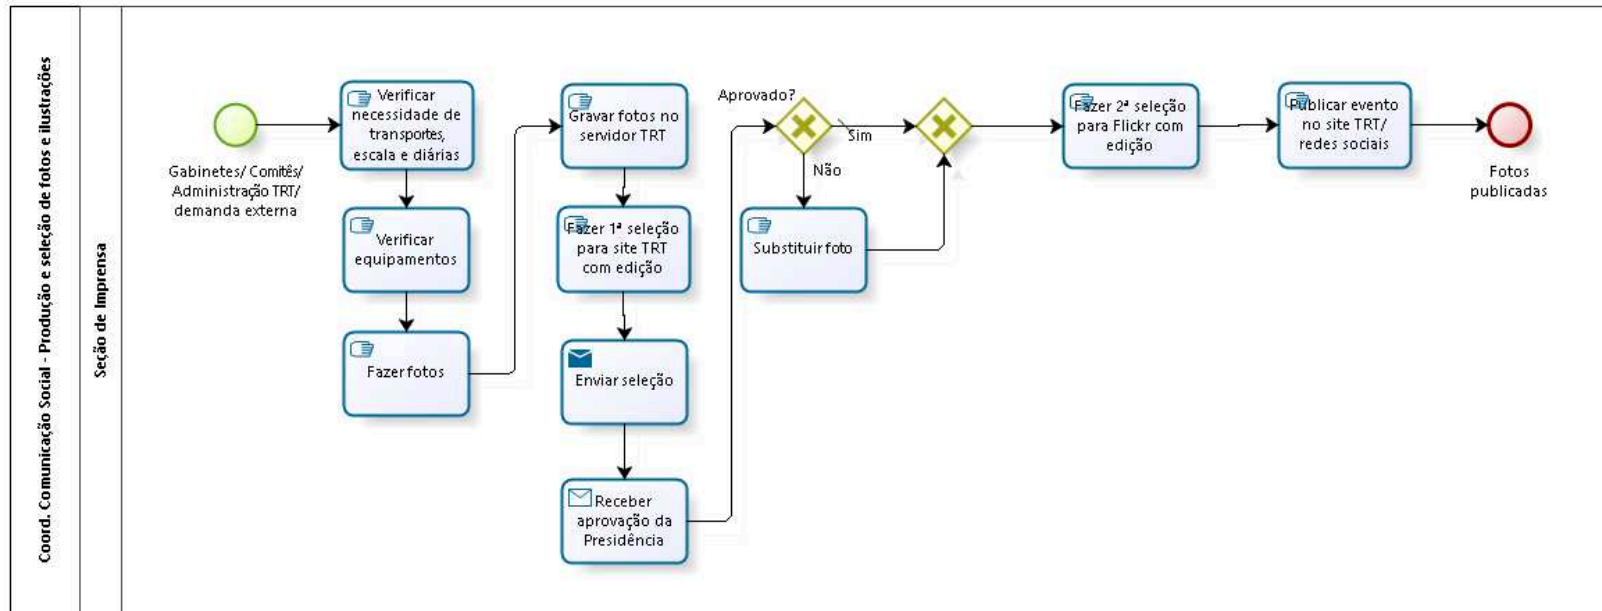 Coord. Comunicação Social - Produção e seleção de fotos e ilustrações
Seção de Imprensa
Gabinetes/ Comitês/
Administração TRT/
demanda externa
Verificar
necessidade de
transportes,
escala e diárias
Verificar
equipamentos
Fazer fotos
Gravar fotos no
servidor TRT
Fazer 1ª seleção
para site TRT
com edição
Enviar seleção
Receber
aprovação da
Presidência
Aprovado?
Sim
Não
Substituir foto
Fazer 2ª seleção
para Flickr com
edição
Publicar evento
no site TRT/
redes sociais
Fotos
publicadas